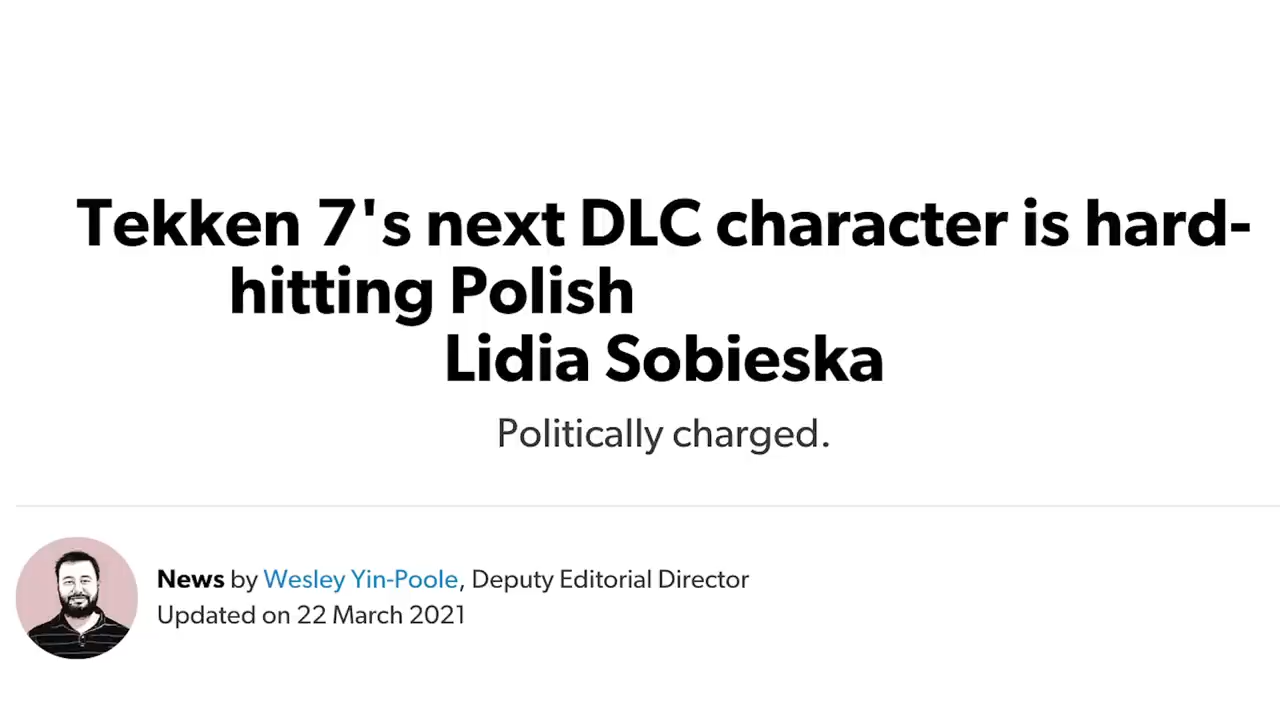 Tekken 7's next DLC character is hard-
hitting Polish
Lidia Sobieska
Politically charged.
News by Wesley Yin-Poole, Deputy Editorial Director
Updated on 22 March 2021